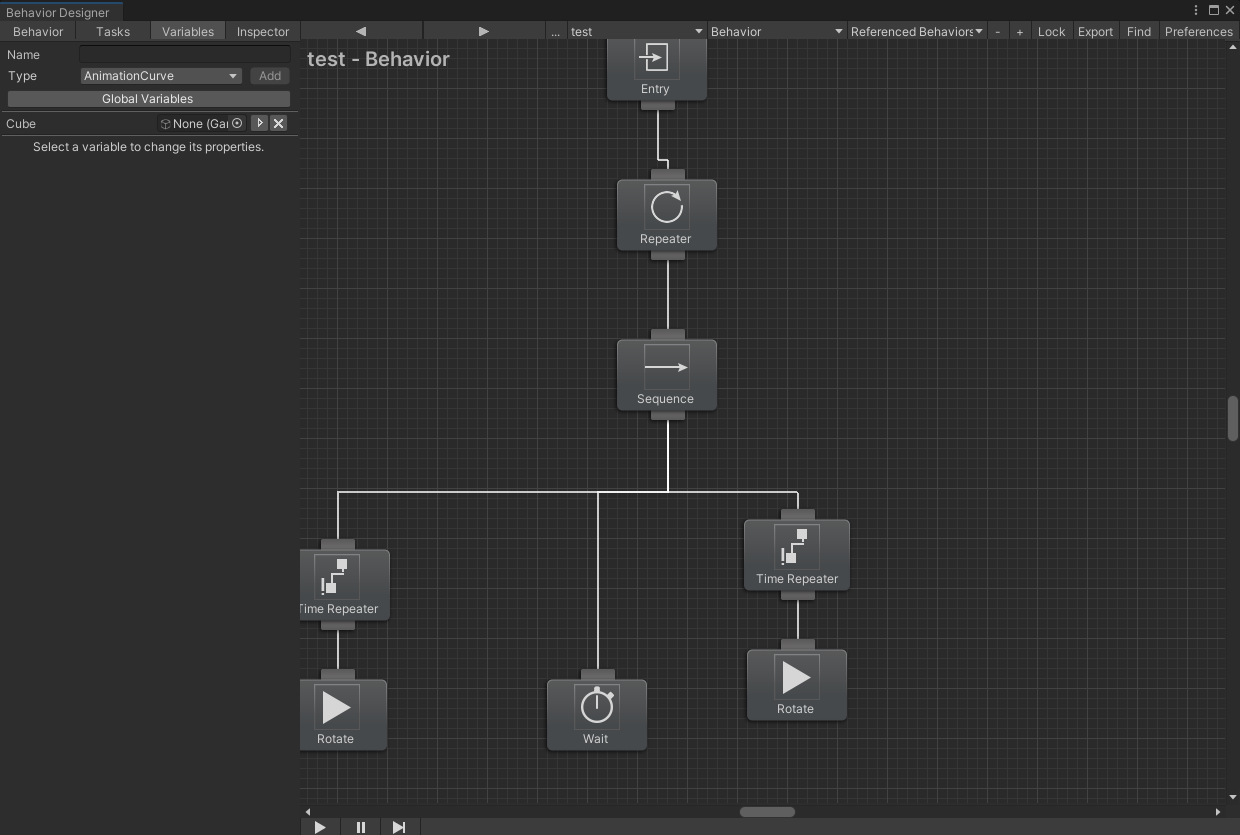 Behavior Designer
Behavior Tasks Variables Inspector ... test Behavior Referenced Behaviors - + Lock Export Find Preferences
Name
Type AnimationCurve Add
Global Variables
Cube None (Gar
Select a variable to change its properties.
test - Behavior
Entry
Repeater
Sequence
Time Repeater
Time Repeater
Rotate
Rotate
Wait